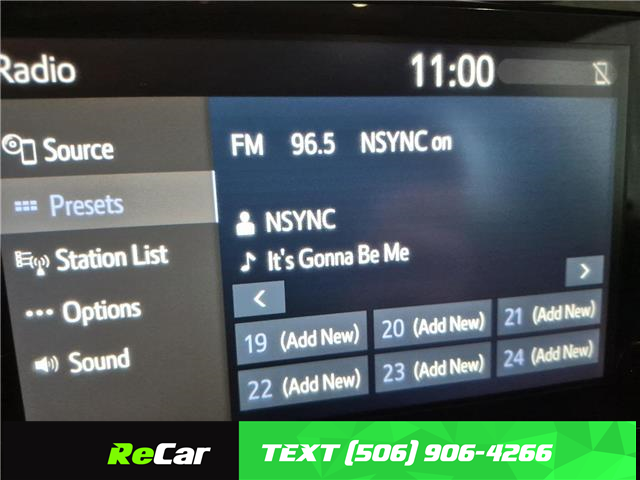 Radio
11:00
Source
FM 96.5 NSYNC on
Presets
NSYNC
Station List
It's Gonna Be Me
<
>
Options
19 (Add New)
20 (Add New)
21 (Add New)
Sound
22 (Add New)
23 (Add New)
24 (Add New)
ReCar
TEXT (506) 906-4266